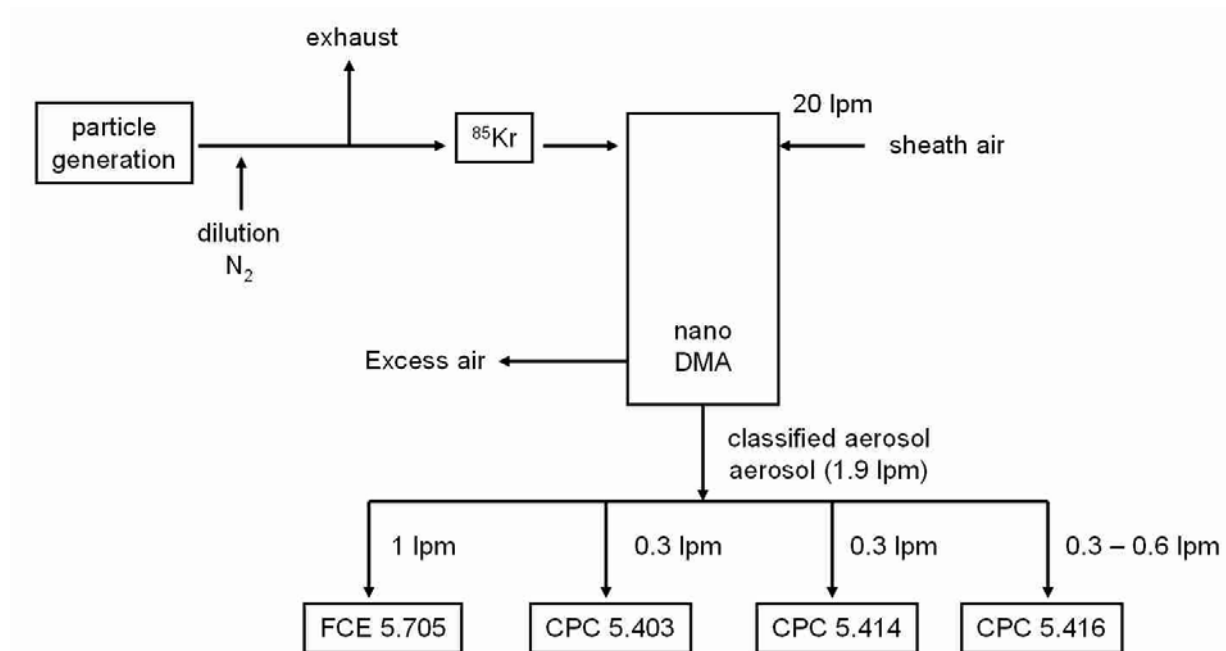 exhaust
particle
generation
dilution
N₂
⁸⁵Kr
20 lpm
sheath air
nano
DMA
Excess air
classified aerosol
aerosol (1.9 lpm)
1 lpm
0.3 lpm
0.3 lpm
0.3 – 0.6 lpm
FCE 5.705
CPC 5.403
CPC 5.414
CPC 5.416